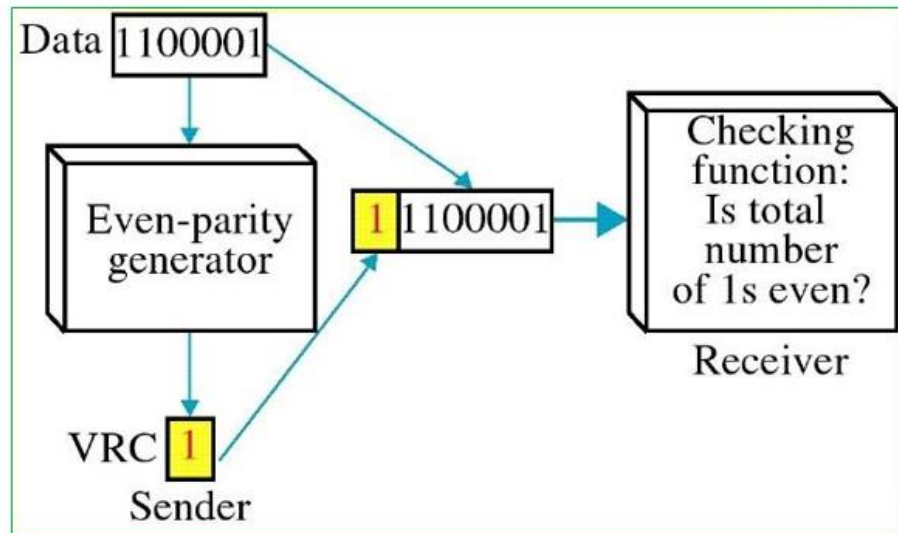 Data 1100001
Even-parity
generator
1 1100001
Checking
function:
Is total
number
of 1s even?
Receiver
VRC 1
Sender